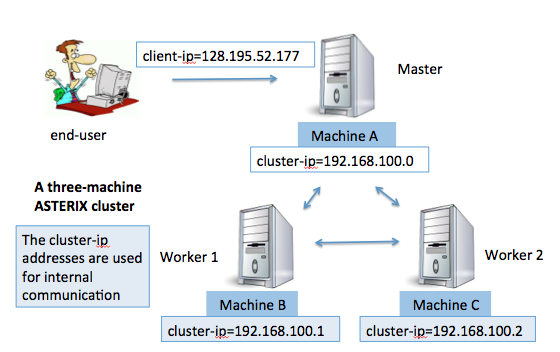 client-ip=128.195.52.177
Master
end-user
Machine A
cluster-ip=192.168.100.0
A three-machine
ASTERIX cluster
The cluster-ip
addresses are used
for internal
communication
Worker 1
Worker 2
Machine B
Machine C
cluster-ip=192.168.100.1
cluster-ip=192.168.100.2